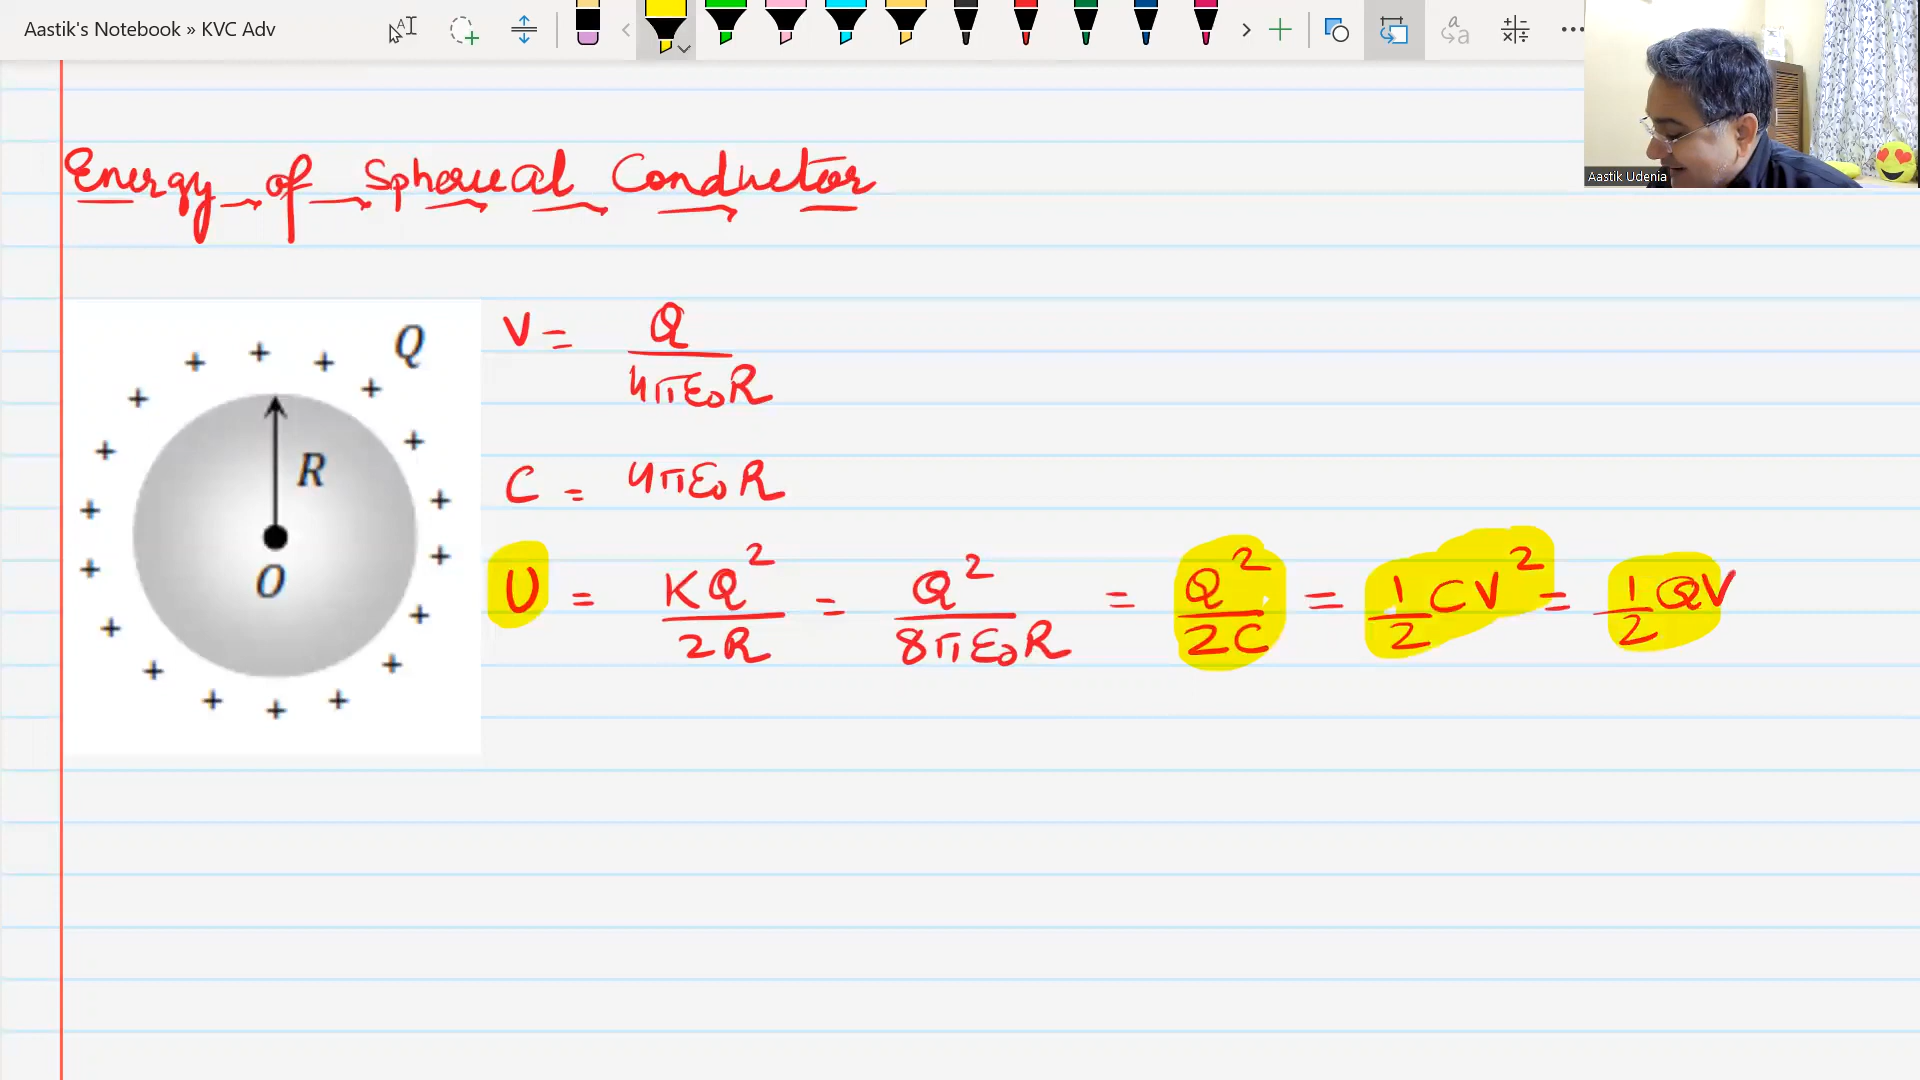 Aastik's Notebook » KVC Adv
Aastik Udenia
Energy of Spherical Conductor
Q
R
O
V = Q / 4πε₀R
C = 4πε₀R
U = KQ² / 2R = Q² / 8πε₀R = Q² / 2C = 1/2 CV² = 1/2 QV